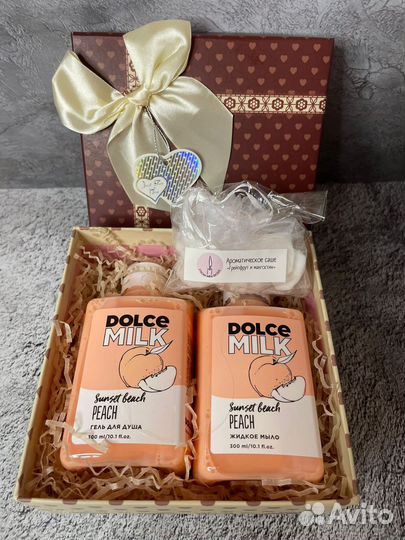 Ароматическое саше
«Грейпфрут и мангостин»
DOLCE
MILK
Sunset beach
PEACH
ГЕЛЬ ДЛЯ ДУША
300 ml/10.1 fl.oz.
DOLCE
MILK
Sunset beach
PEACH
ЖИДКОЕ МЫЛО
300 ml/10.1 fl.oz.
Avito